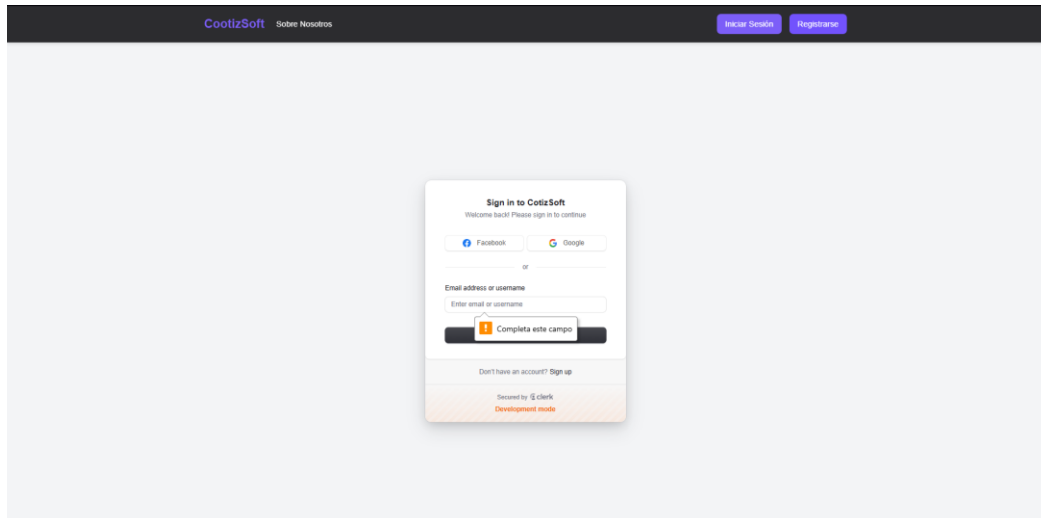 CootizSoft Sobre Nosotros Iniciar Sesión Registrarse
Sign in to CotizSoft
Welcome back! Please sign in to continue
Facebook Google
or
Email address or username
Enter email or username
Completa este campo
Don't have an account? Sign up
Secured by clerk
Development mode